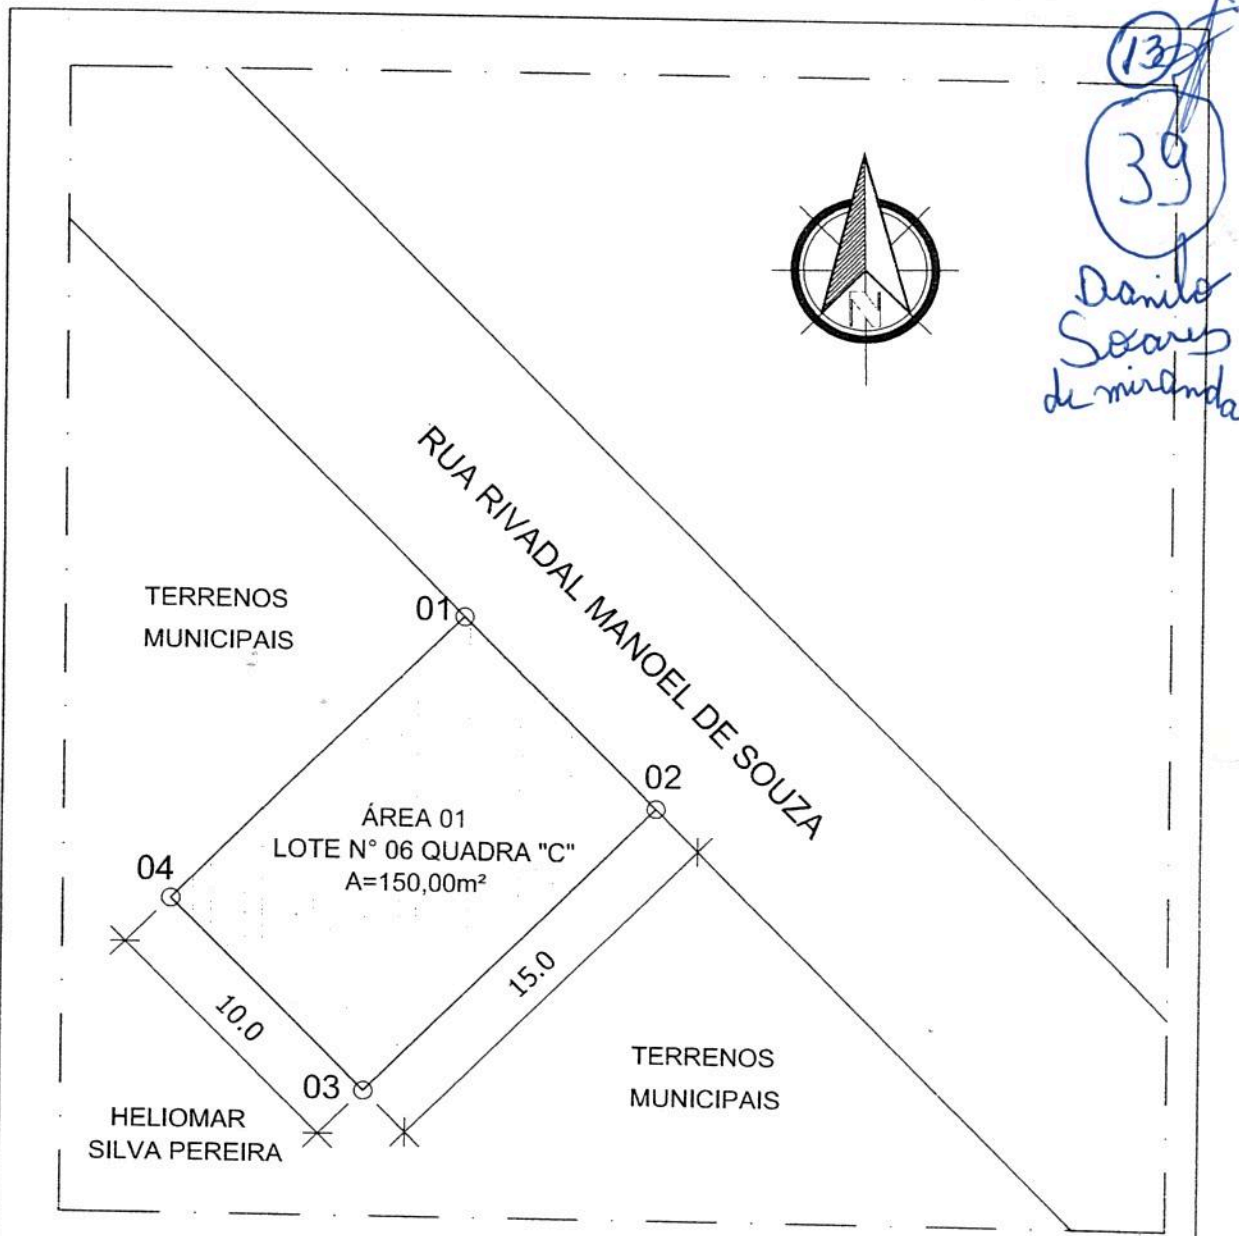 13
39
Danilo
Soares
de miranda
N
RUA RIVADAL MANOEL DE SOUZA
TERRENOS
MUNICIPAIS
01
02
ÁREA 01
LOTE N° 06 QUADRA "C"
A=150,00m²
04
15.0
10.0
03
TERRENOS
MUNICIPAIS
HELIOMAR
SILVA PEREIRA